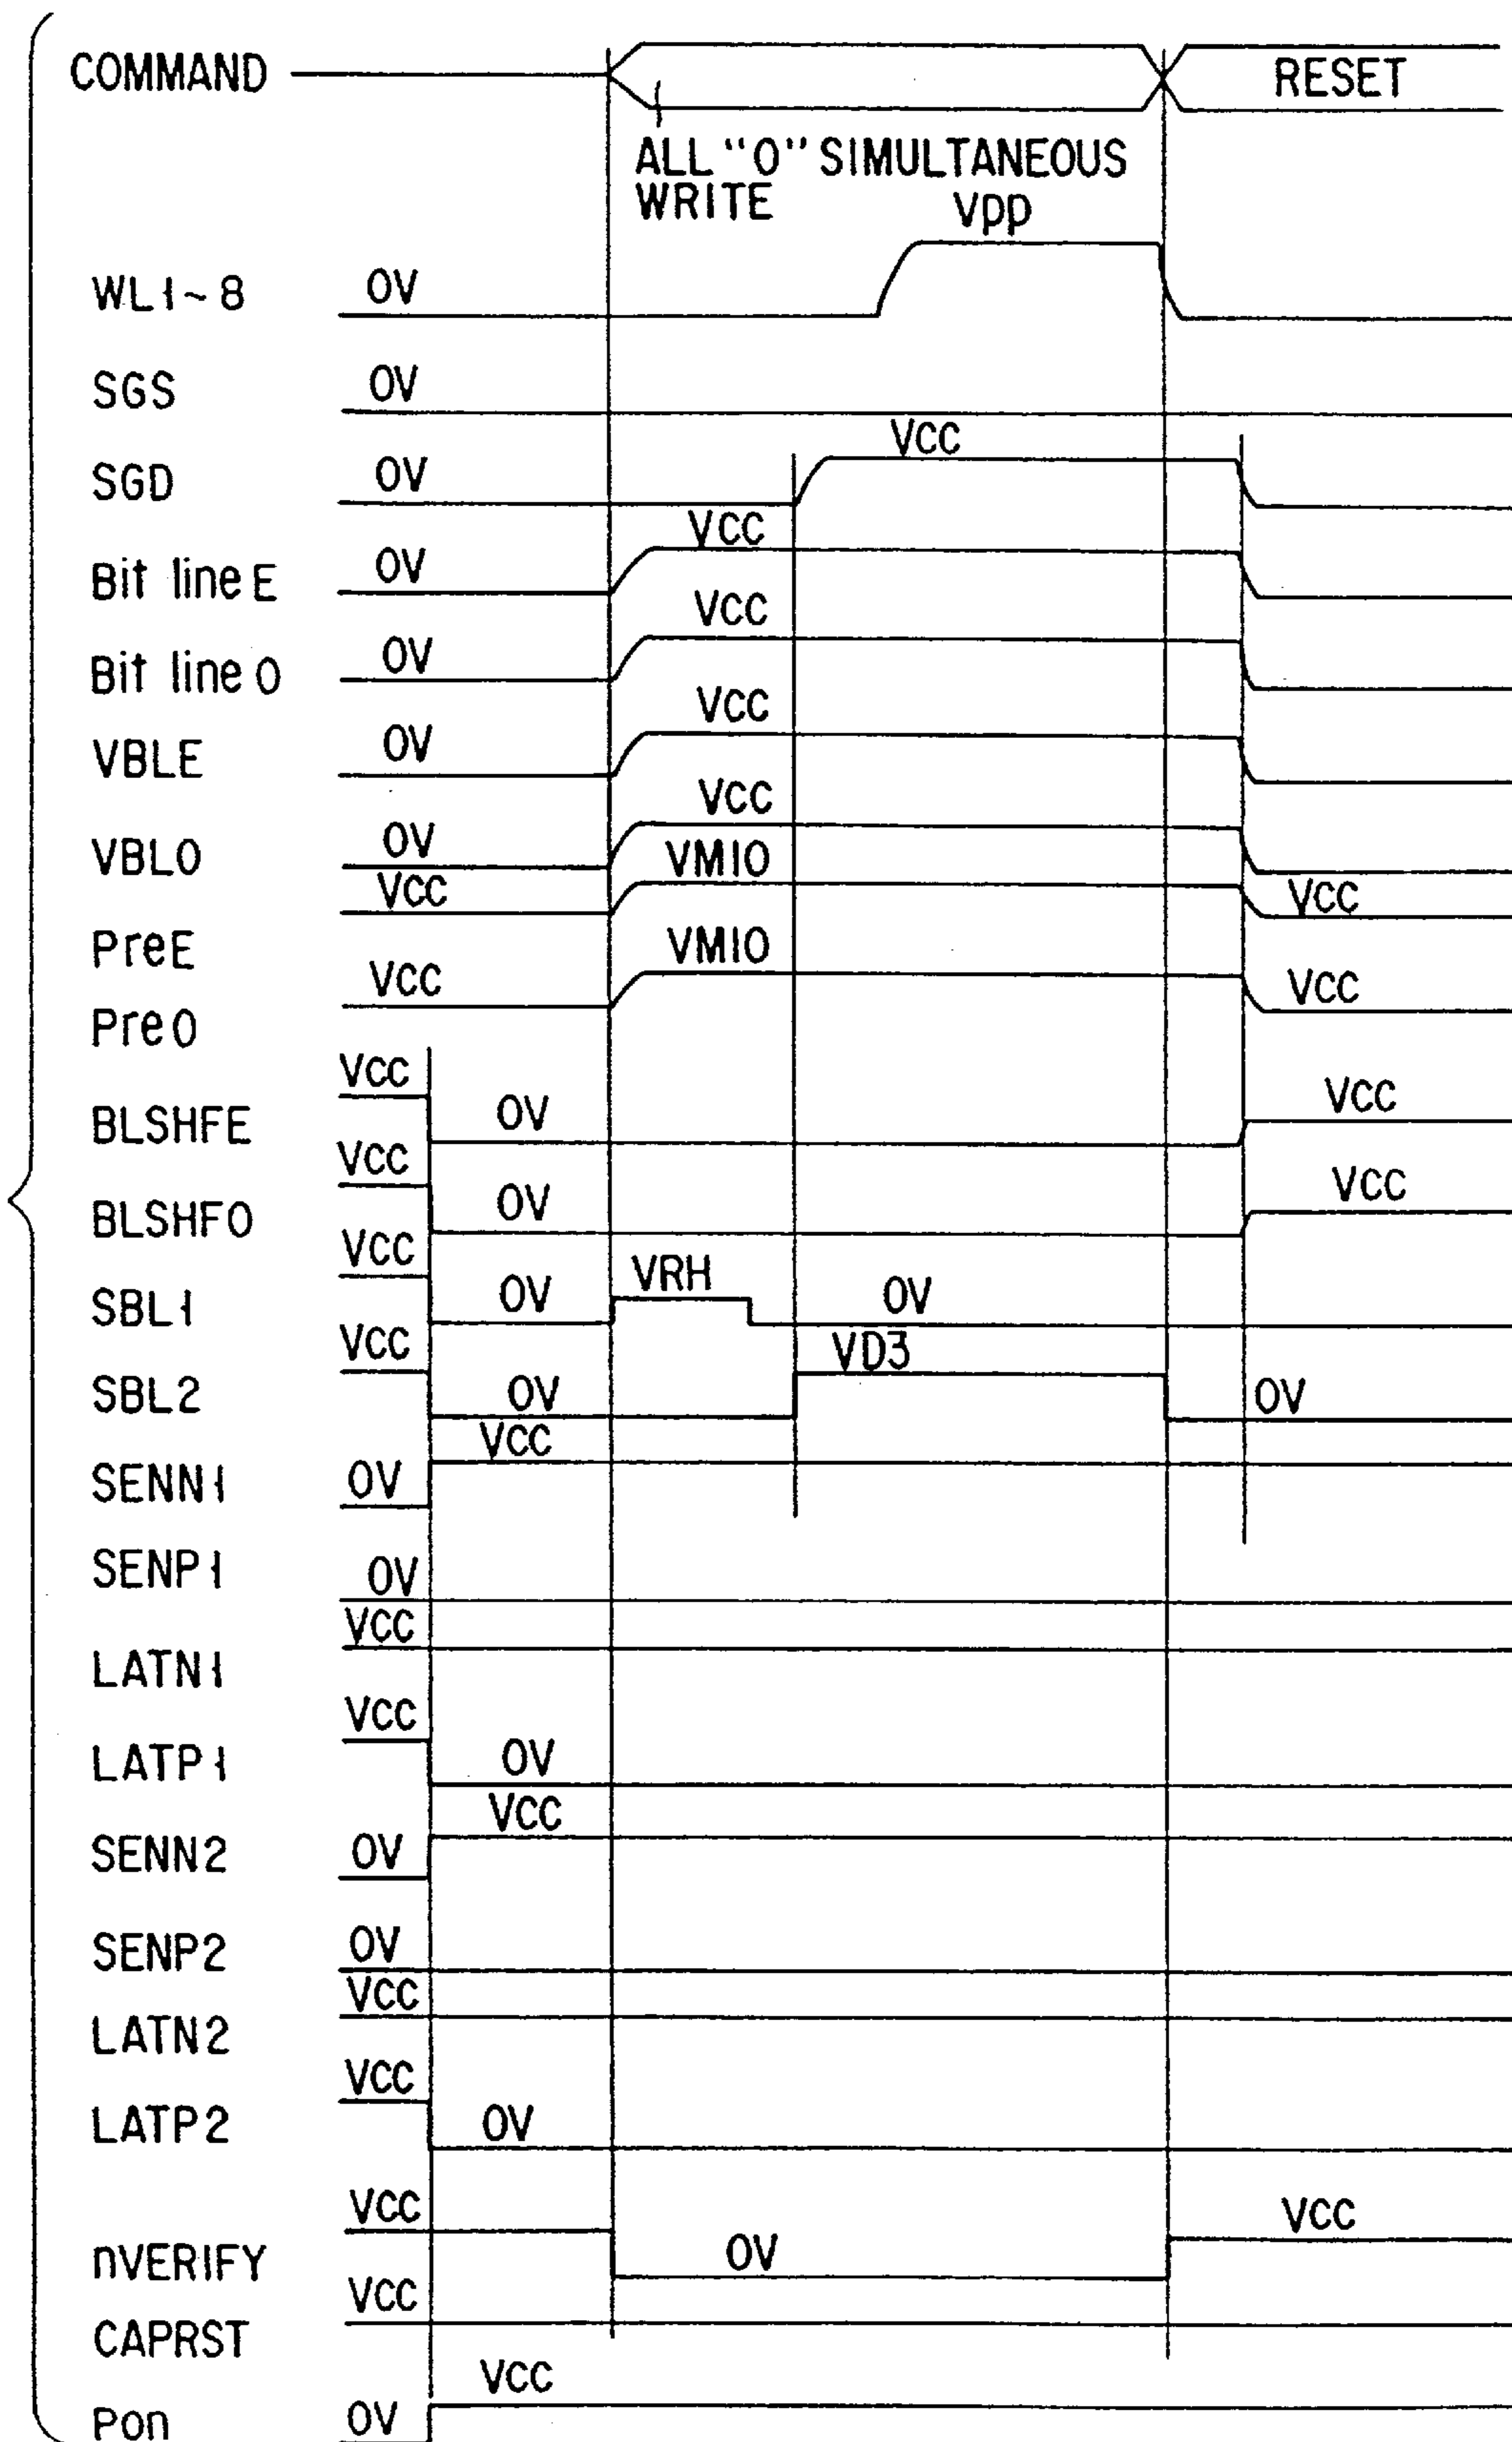 COMMAND RESET
ALL "0" SIMULTANEOUS
WRITE Vpp
WL1~8 0V
SGS 0V
SGD 0V VCC
Bit line E 0V VCC
Bit line O 0V VCC
VBLE 0V VCC
VBLO 0V VCC
PreE VCC VM10 VCC
PreO VCC VM10 VCC
BLSHFE VCC 0V VCC
BLSHFO VCC 0V VCC
SBL1 VCC 0V VRH 0V
SBL2 VCC 0V VD3 0V
SENN1 0V VCC
SENP1 0V
LATN1 VCC
LATP1 VCC 0V
SENN2 0V VCC
SENP2 0V
LATN2 VCC
LATP2 VCC 0V
nVERIFY VCC 0V VCC
CAPRST VCC
Pon 0V VCC